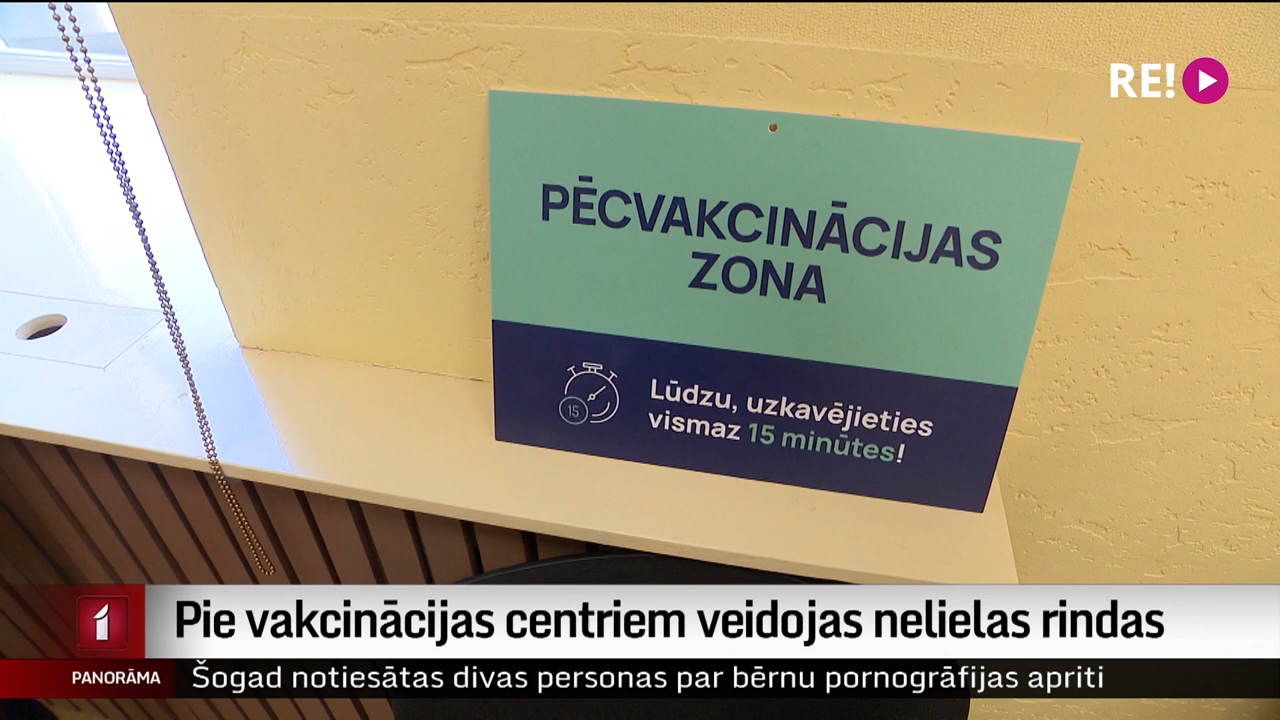 RE!
PĒCVAKCINĀCIJAS
ZONA
15
Lūdzu, uzkavējieties
vismaz 15 minūtes!
1
Pie vakcinācijas centriem veidojas nelielas rindas
PANORĀMA
Šogad notiesātas divas personas par bērnu pornogrāfijas apriti